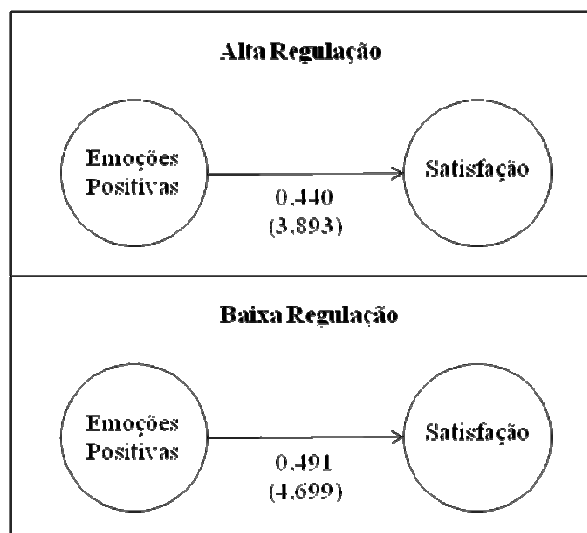 Alta Regulação
Emoções
Positivas
Satisfação
0.440
(3.893)
Baixa Regulação
Emoções
Positivas
Satisfação
0.491
(4.699)